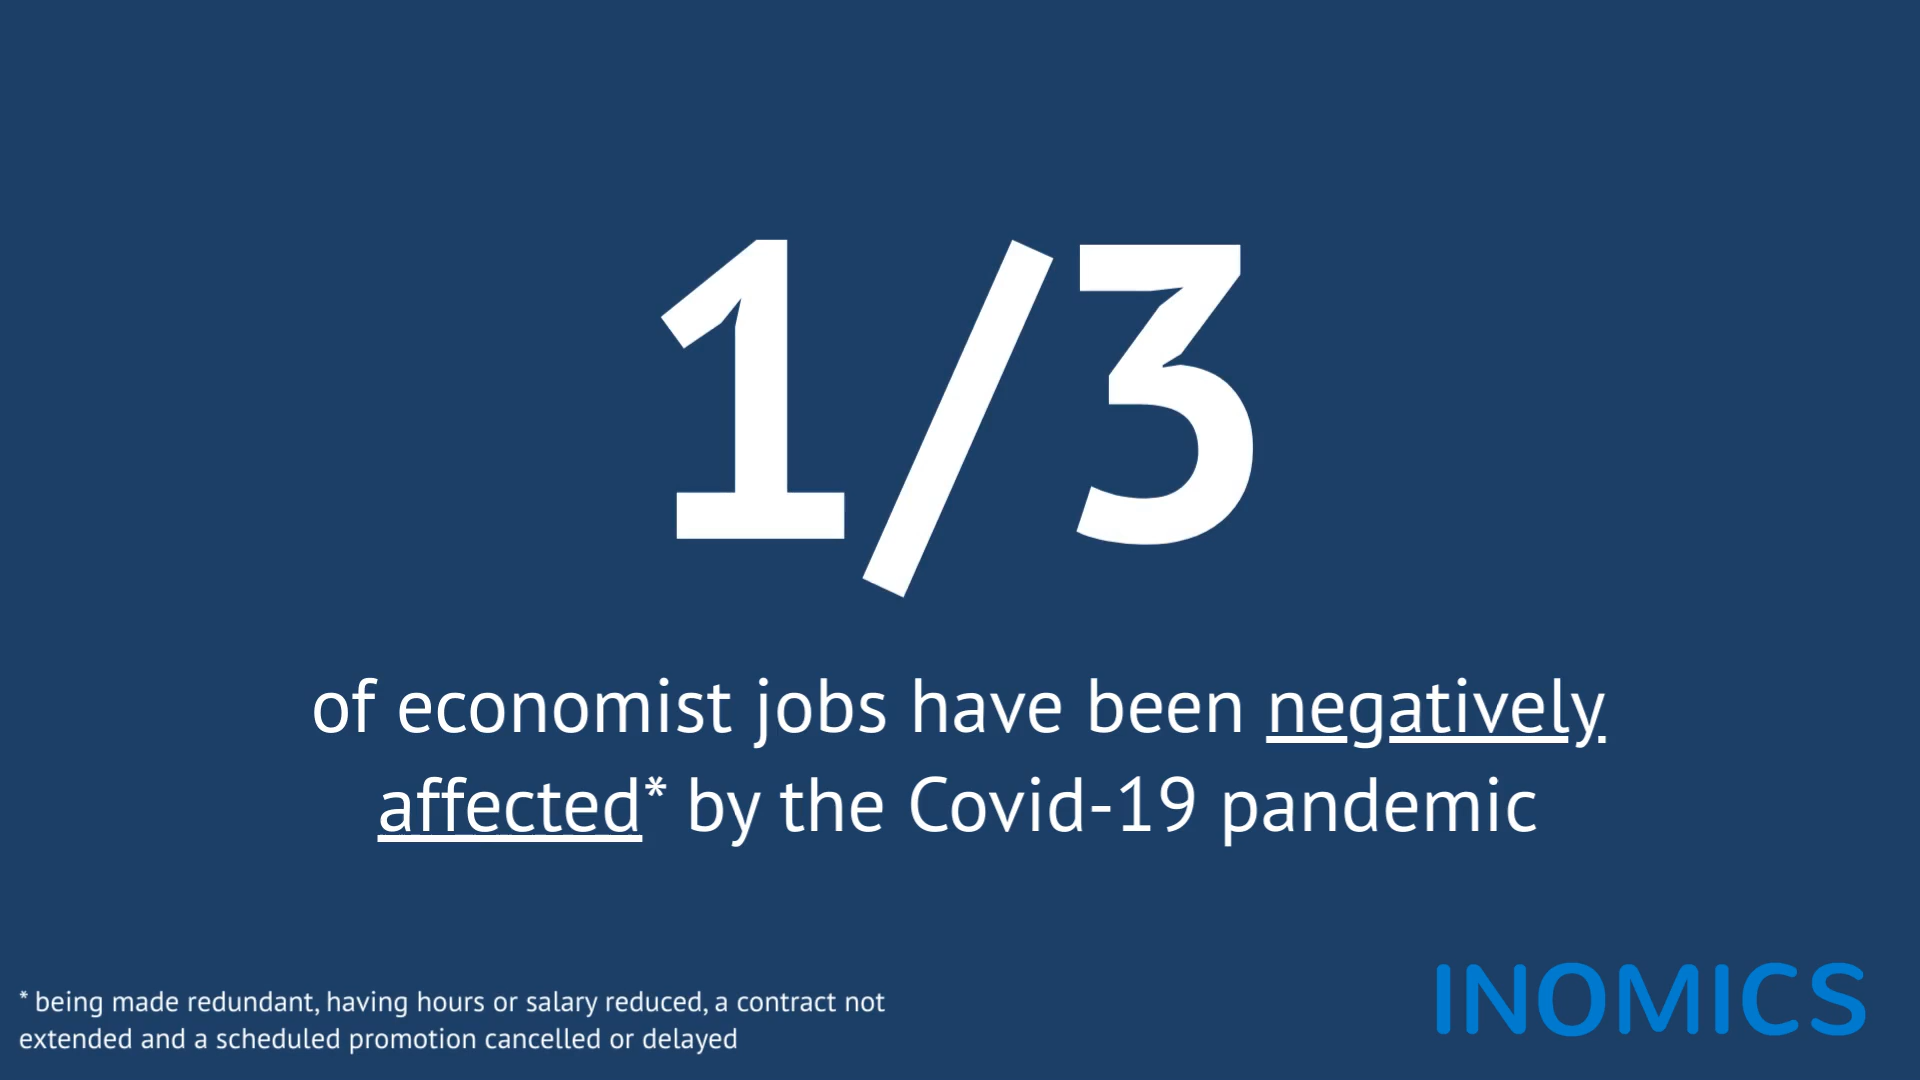 1/3
of economist jobs have been negatively
affected* by the Covid-19 pandemic
* being made redundant, having hours or salary reduced, a contract not
extended and a scheduled promotion cancelled or delayed
INOMICS